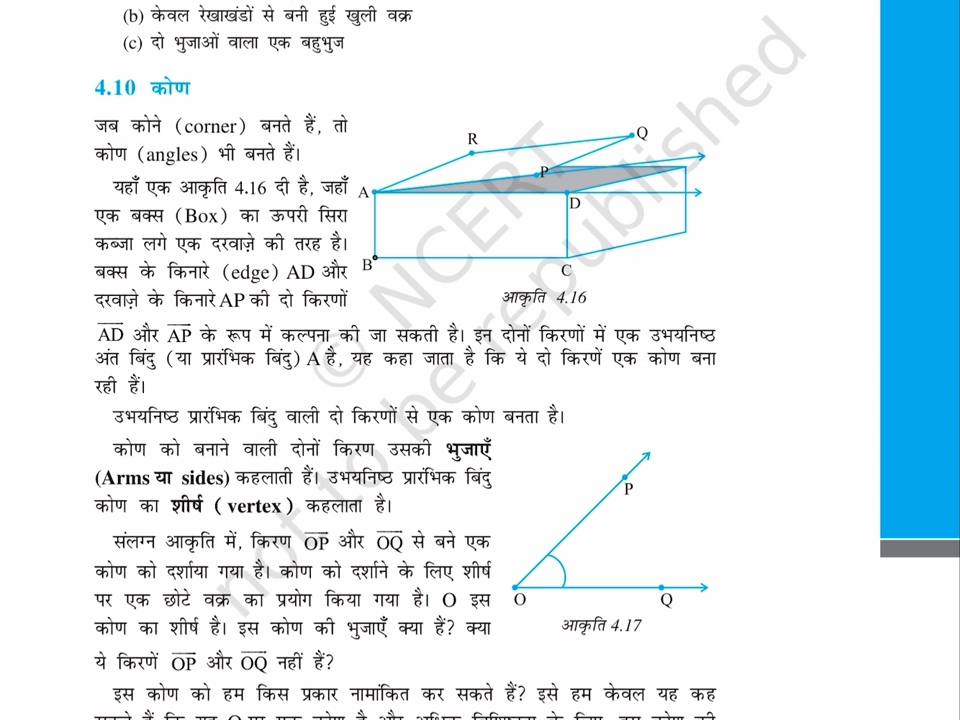 (b) केवल रेखाखंडों से बनी हुई खुली वक्र
(c) दो भुजाओं वाला एक बहुभुज
4.10 कोण
जब कोने (corner) बनते हैं, तो
कोण (angles) भी बनते हैं।
यहाँ एक आकृति 4.16 दी है, जहाँ
एक बक्स (Box) का ऊपरी सिरा
कब्जा लगे एक दरवाज़े की तरह है।
बक्स के किनारे (edge) AD और
दरवाज़े के किनारे AP की दो किरणों
R
Q
P
A
D
B
C
आकृति 4.16
AD और AP के रूप में कल्पना की जा सकती है। इन दोनों किरणों में एक उभयनिष्ठ
अंत बिंदु (या प्रारंभिक बिंदु) A है, यह कहा जाता है कि ये दो किरणें एक कोण बना
रही हैं।
उभयनिष्ठ प्रारंभिक बिंदु वाली दो किरणों से एक कोण बनता है।
कोण को बनाने वाली दोनों किरण उसकी भुजाएँ
(Arms या sides) कहलाती हैं। उभयनिष्ठ प्रारंभिक बिंदु
कोण का शीर्ष ( vertex) कहलाता है।
संलग्न आकृति में, किरण OP और OQ से बने एक
कोण को दर्शाया गया है। कोण को दर्शाने के लिए शीर्ष
पर एक छोटे वक्र का प्रयोग किया गया है। O इस
कोण का शीर्ष है। इस कोण की भुजाएँ क्या हैं? क्या
ये किरणें OP और OQ नहीं हैं?
P
O
Q
आकृति 4.17
इस कोण को हम किस प्रकार नामांकित कर सकते हैं? इसे हम केवल यह कह
© NCERT
not to be republished